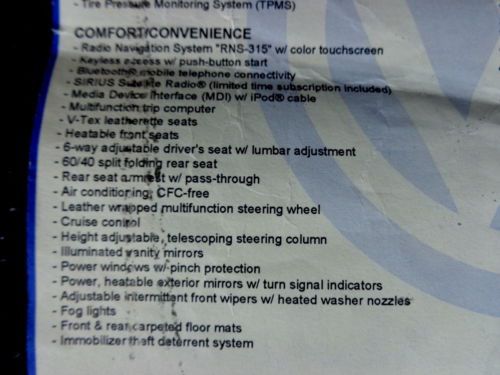 - Tire Pressure Monitoring System (TPMS)
COMFORT/CONVENIENCE
- Radio Navigation System "RNS-315" w/ color touchscreen
- Keyless access w/ push-button start
- Bluetooth® mobile telephone connectivity
- SIRIUS Satellite Radio® (limited time subscription included)
- Media Device Interface (MDI) w/ iPod® cable
- Multifunction trip computer
- V-Tex leatherette seats
- Heatable front seats
- 6-way adjustable driver's seat w/ lumbar adjustment
- 60/40 split folding rear seat
- Rear seat armrest w/ pass-through
- Air conditioning, CFC-free
- Leather wrapped multifunction steering wheel
- Cruise control
- Height adjustable, telescoping steering column
- Illuminated vanity mirrors
- Power windows w/ pinch protection
- Power, heatable exterior mirrors w/ turn signal indicators
- Adjustable intermittent front wipers w/ heated washer nozzles
- Fog lights
- Front & rear carpeted floor mats
- Immobilizer theft deterrent system